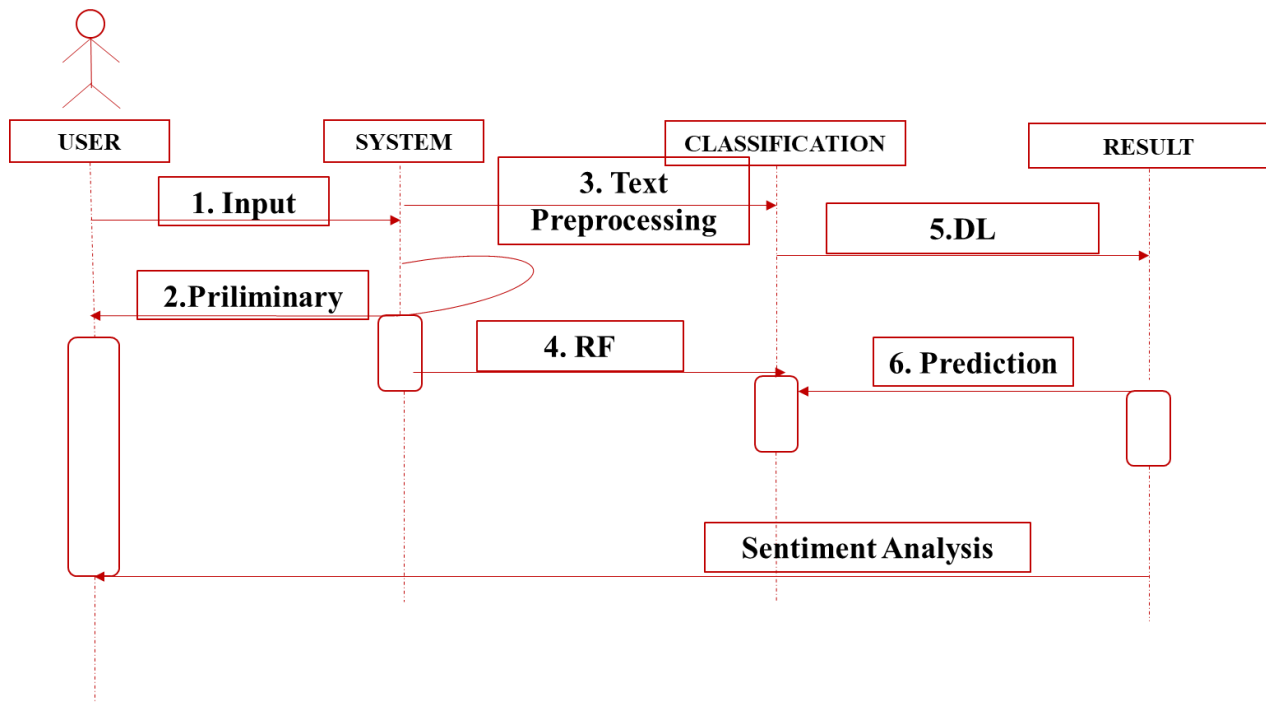 USER
SYSTEM
CLASSIFICATION
RESULT
1. Input
3. Text
Preprocessing
5.DL
2.Priliminary
4. RF
6. Prediction
Sentiment Analysis